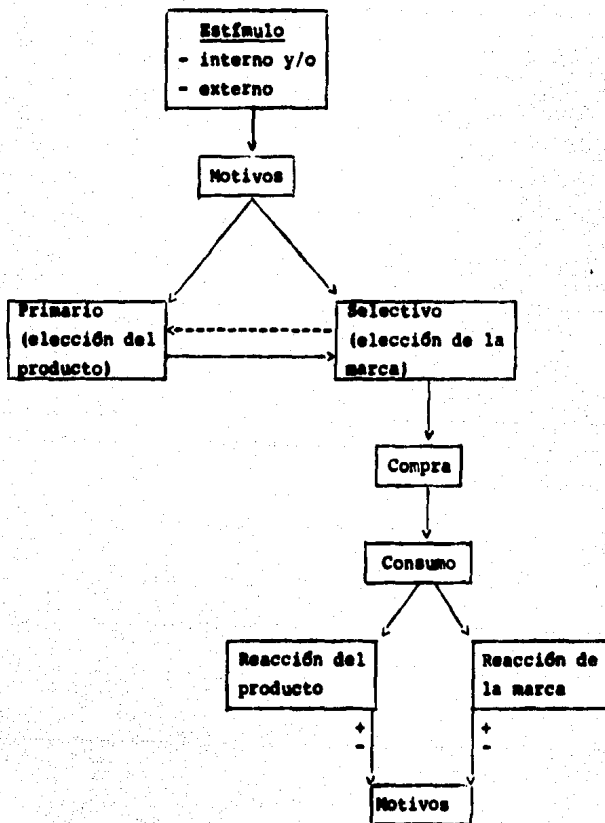 Estímulo
- interno y/o
- externo
Motivos
Primario
(elección del
producto)
Selectivo
(elección de la
marca)
Compra
Consumo
Reacción del
producto
Reacción de
la marca
+
-
+
-
Motivos